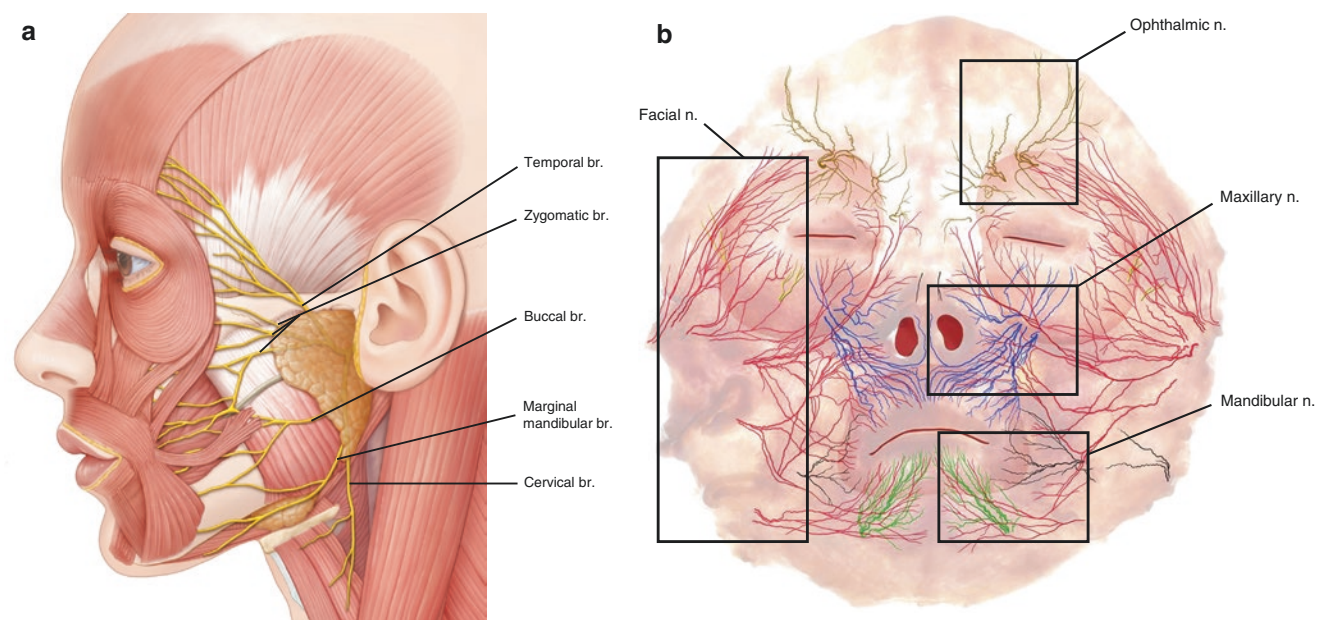 a
Temporal br.
Zygomatic br.
Buccal br.
Marginal
mandibular br.
Cervical br.
b
Ophthalmic n.
Facial n.
Maxillary n.
Mandibular n.